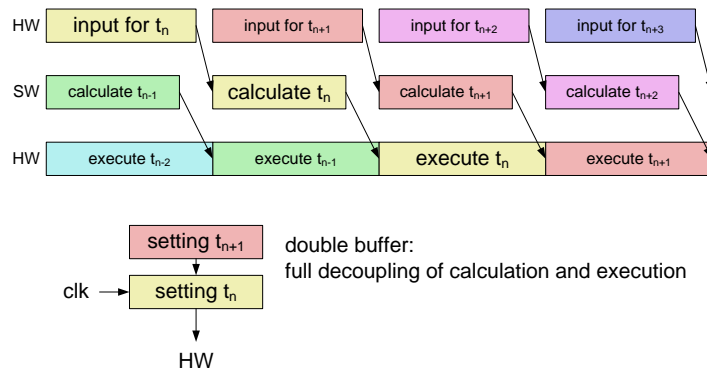 HW input for tn input for tn+1 input for tn+2 input for tn+3
SW calculate tn-1 calculate tn calculate tn+1 calculate tn+2
HW execute tn-2 execute tn-1 execute tn execute tn+1
setting tn+1
double buffer:
full decoupling of calculation and execution
clk setting tn
HW